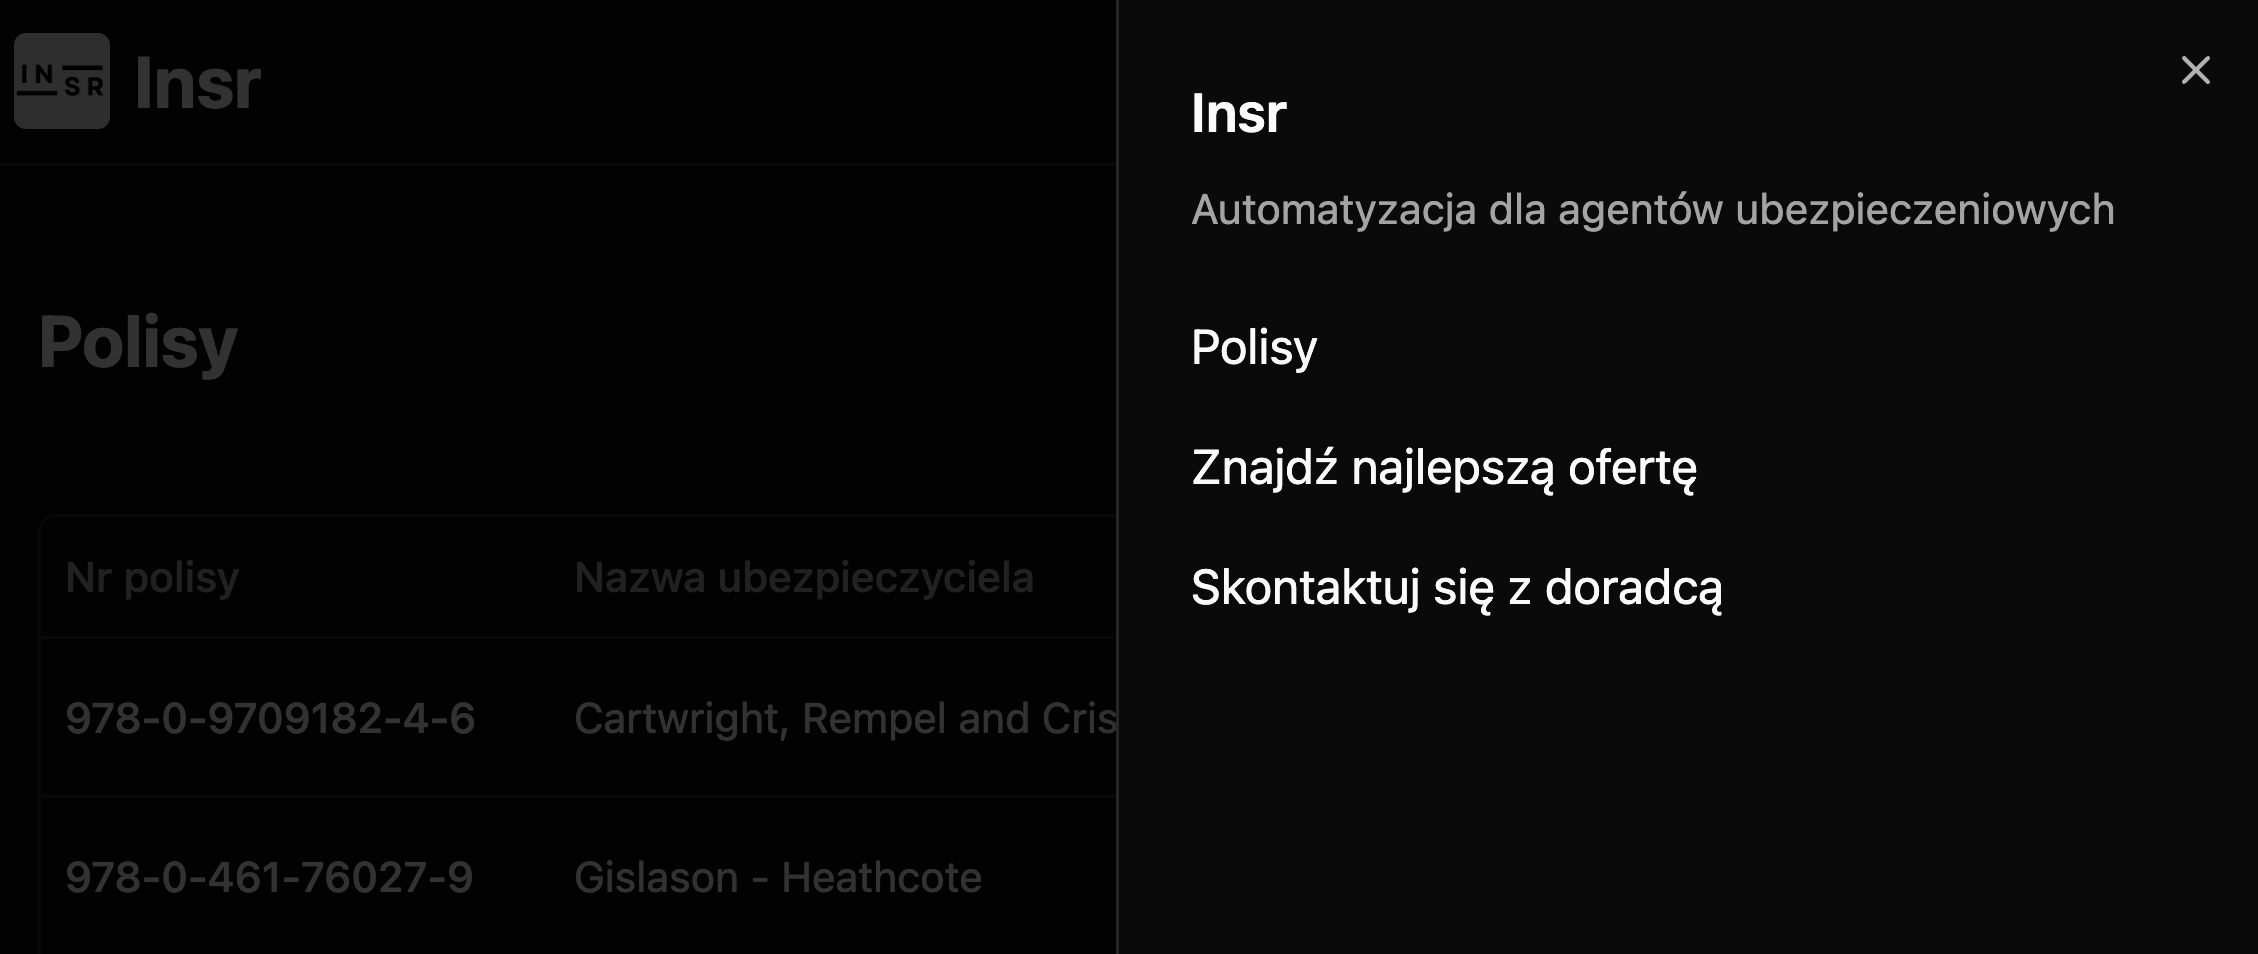 IN
SR
Insr
Polisy
Nr polisy Nazwa ubezpieczyciela
978-0-9709182-4-6 Cartwright, Rempel and Cris
978-0-461-76027-9 Gislason - Heathcote
Insr
Automatyzacja dla agentów ubezpieczeniowych
Polisy
Znajdź najlepszą ofertę
Skontaktuj się z doradcą